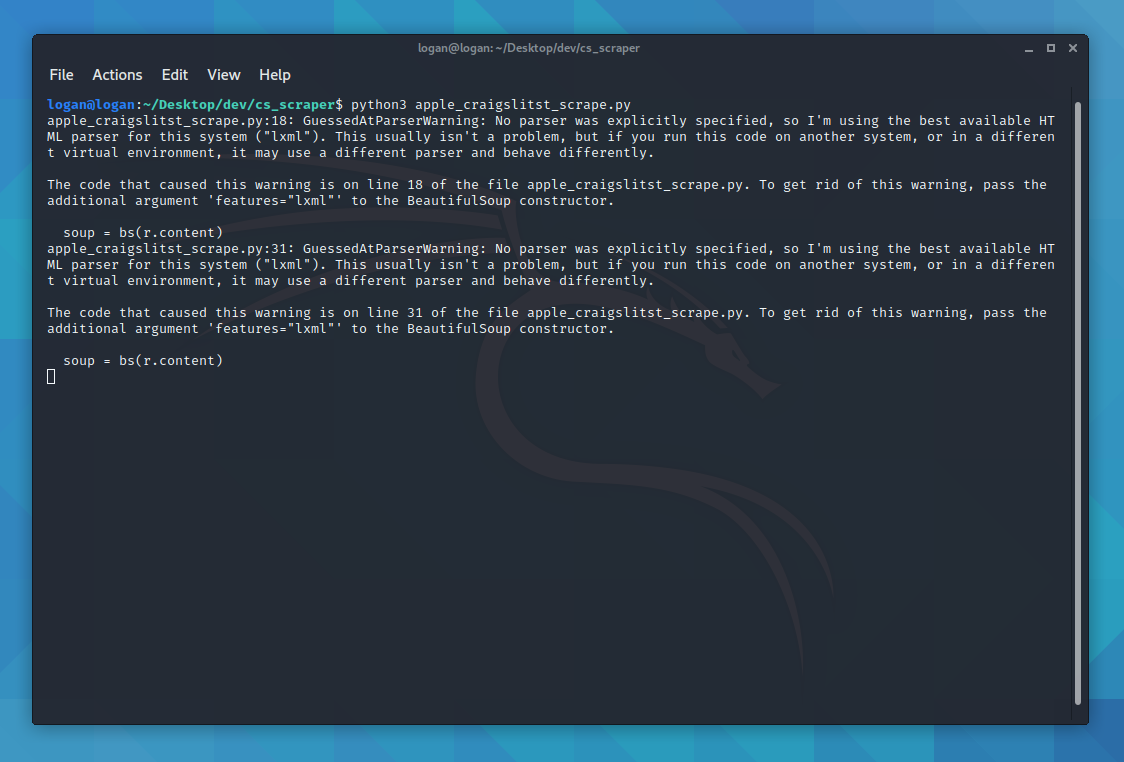 logan@logan: ~/Desktop/dev/cs_scraper
File Actions Edit View Help
logan@logan:~/Desktop/dev/cs_scraper$ python3 apple_craigslitst_scrape.py
apple_craigslitst_scrape.py:18: GuessedAtParserWarning: No parser was explicitly specified, so I'm using the best available HT
ML parser for this system ("lxml"). This usually isn't a problem, but if you run this code on another system, or in a differen
t virtual environment, it may use a different parser and behave differently.
The code that caused this warning is on line 18 of the file apple_craigslitst_scrape.py. To get rid of this warning, pass the
additional argument 'features="lxml"' to the BeautifulSoup constructor.
soup = bs(r.content)
apple_craigslitst_scrape.py:31: GuessedAtParserWarning: No parser was explicitly specified, so I'm using the best available HT
ML parser for this system ("lxml"). This usually isn't a problem, but if you run this code on another system, or in a differen
t virtual environment, it may use a different parser and behave differently.
The code that caused this warning is on line 31 of the file apple_craigslitst_scrape.py. To get rid of this warning, pass the
additional argument 'features="lxml"' to the BeautifulSoup constructor.
soup = bs(r.content)